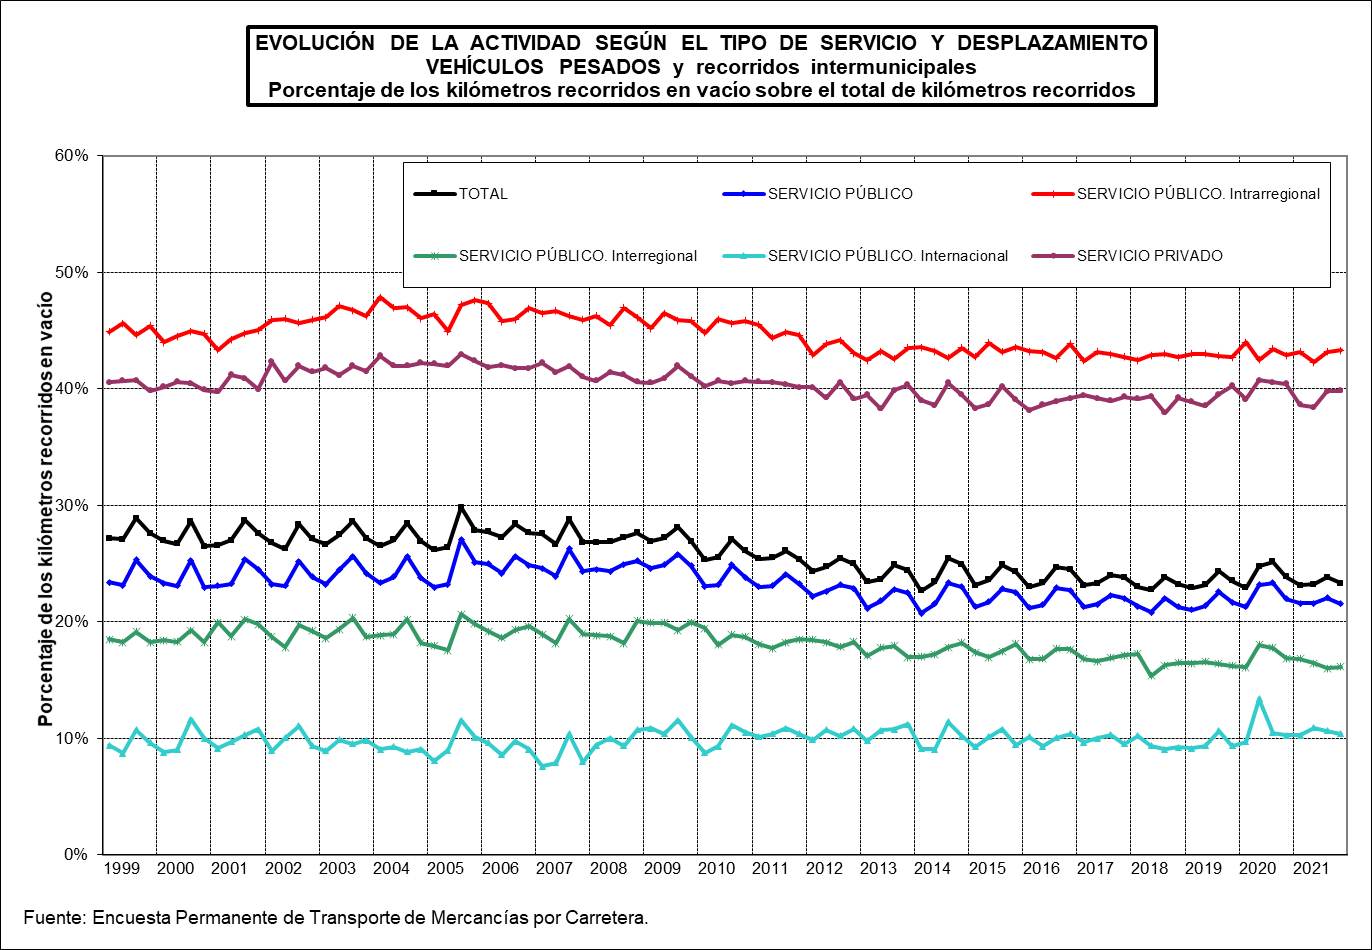 EVOLUCIÓN DE LA ACTIVIDAD SEGÚN EL TIPO DE SERVICIO Y DESPLAZAMIENTO
VEHÍCULOS PESADOS y recorridos intermunicipales
Porcentaje de los kilómetros recorridos en vacío sobre el total de kilómetros recorridos
Porcentaje de los kilómetros recorridos en vacío
60%
50%
40%
30%
20%
10%
0%
TOTAL
SERVICIO PÚBLICO
SERVICIO PÚBLICO. Intrarregional
SERVICIO PÚBLICO. Interregional
SERVICIO PÚBLICO. Internacional
SERVICIO PRIVADO
1999 2000 2001 2002 2003 2004 2005 2006 2007 2008 2009 2010 2011 2012 2013 2014 2015 2016 2017 2018 2019 2020 2021
Fuente: Encuesta Permanente de Transporte de Mercancías por Carretera.